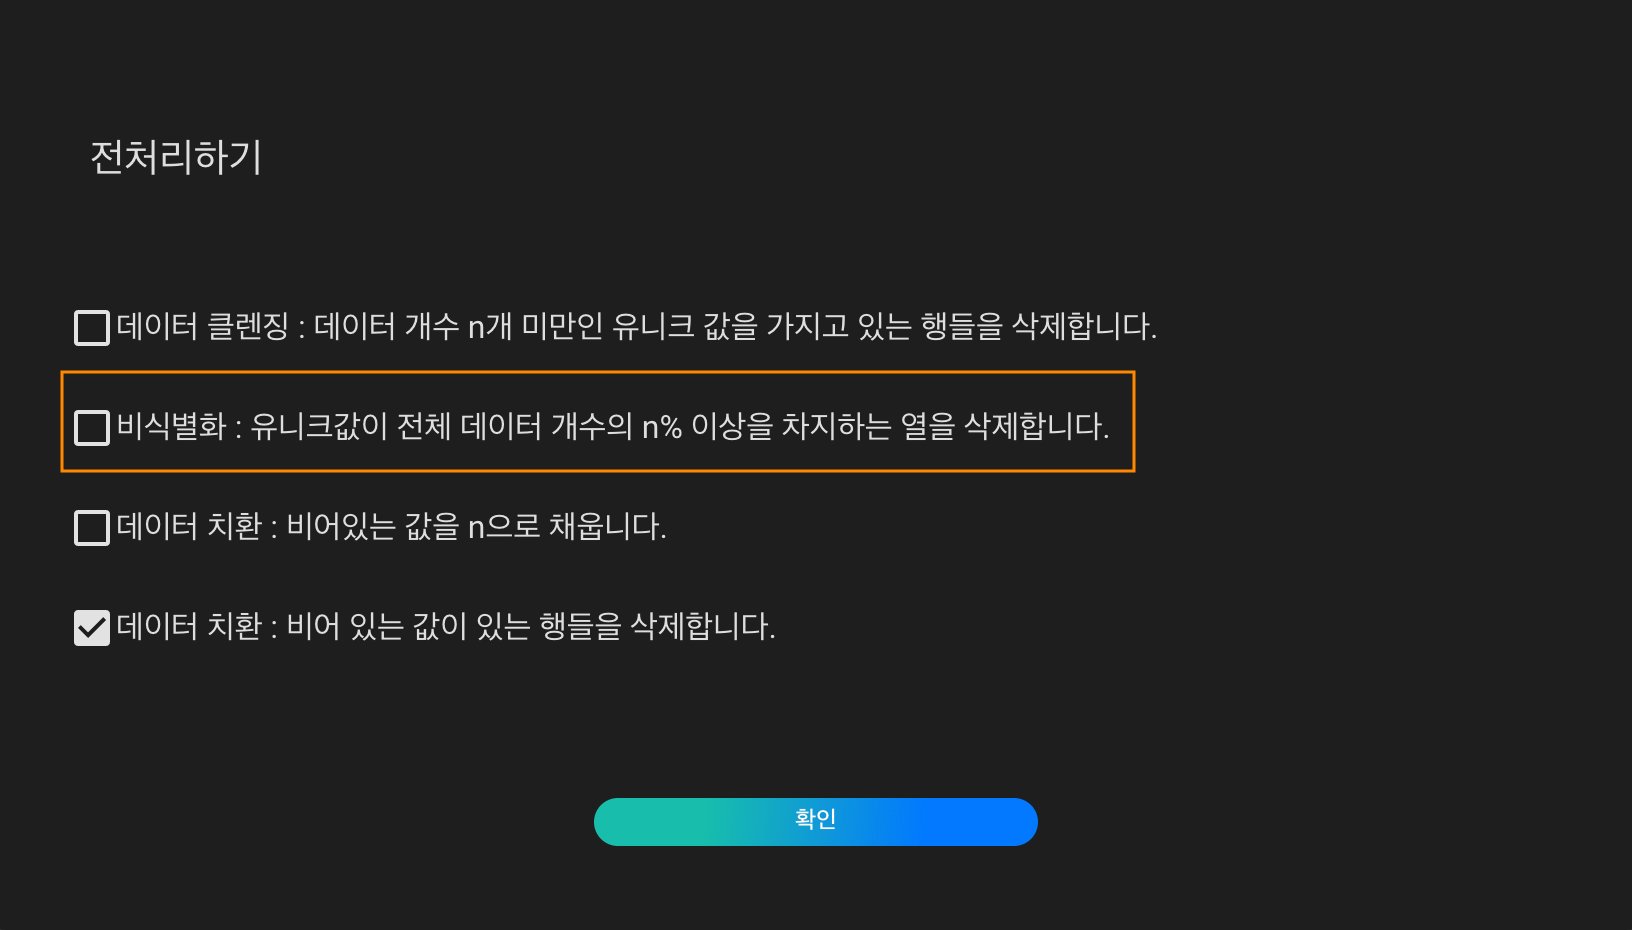 전처리하기
데이터 클렌징 : 데이터 개수 n개 미만인 유니크 값을 가지고 있는 행들을 삭제합니다.
비식별화 : 유니크값이 전체 데이터 개수의 n% 이상을 차지하는 열을 삭제합니다.
데이터 치환 : 비어있는 값을 n으로 채웁니다.
데이터 치환 : 비어 있는 값이 있는 행들을 삭제합니다.
확인